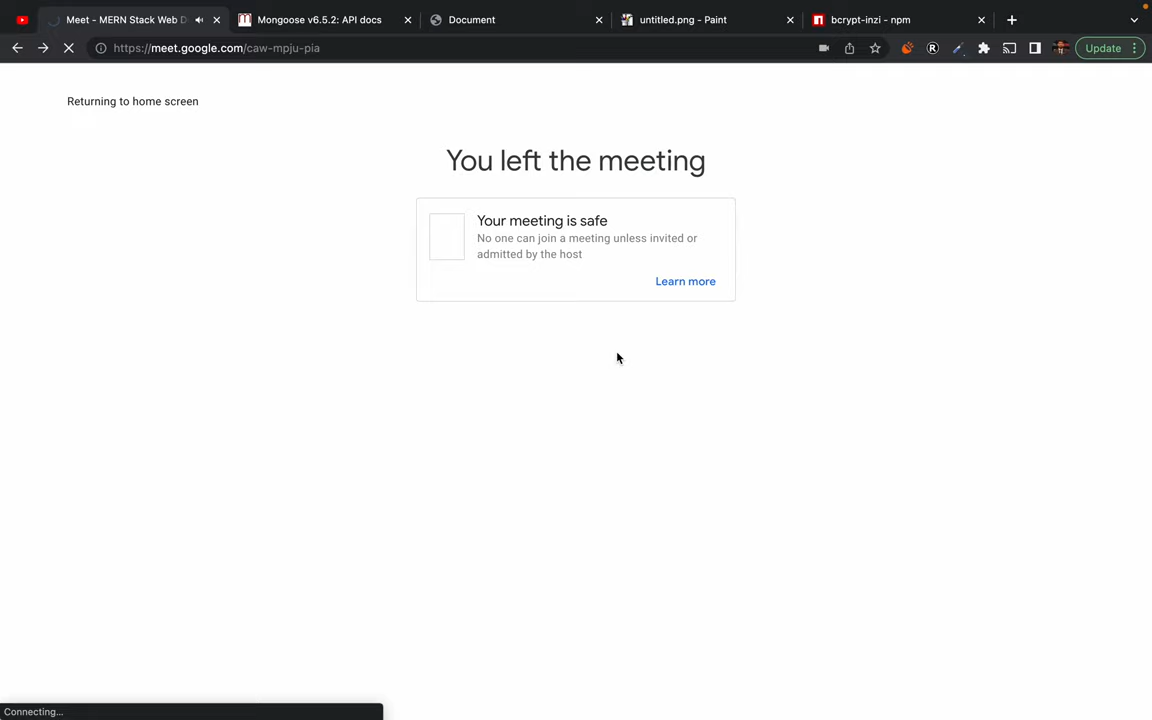 Meet - MERN Stack Web D
Mongoose v6.5.2: API docs
Document
untitled.png - Paint
bcrypt-inzi - npm
https://meet.google.com/caw-mpju-pia
Update
Returning to home screen
You left the meeting
Your meeting is safe
No one can join a meeting unless invited or
admitted by the host
Learn more
Connecting...